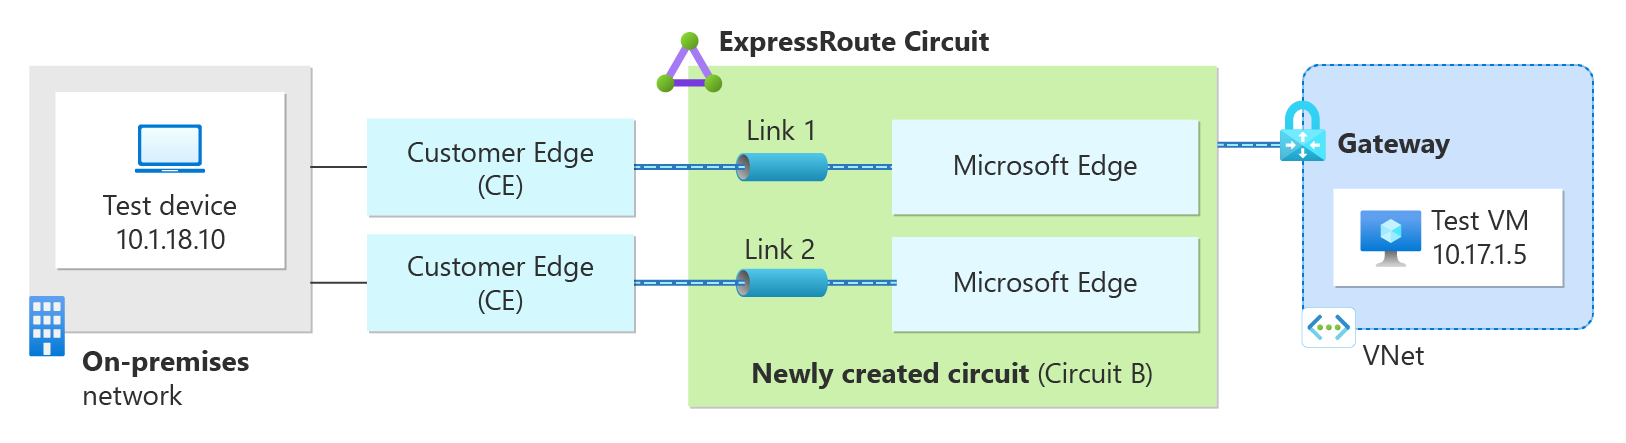 ExpressRoute Circuit
Test device
10.1.18.10
On-premises
network
Customer Edge
(CE)
Customer Edge
(CE)
Link 1
Microsoft Edge
Link 2
Microsoft Edge
Newly created circuit (Circuit B)
Gateway
Test VM
10.17.1.5
VNet